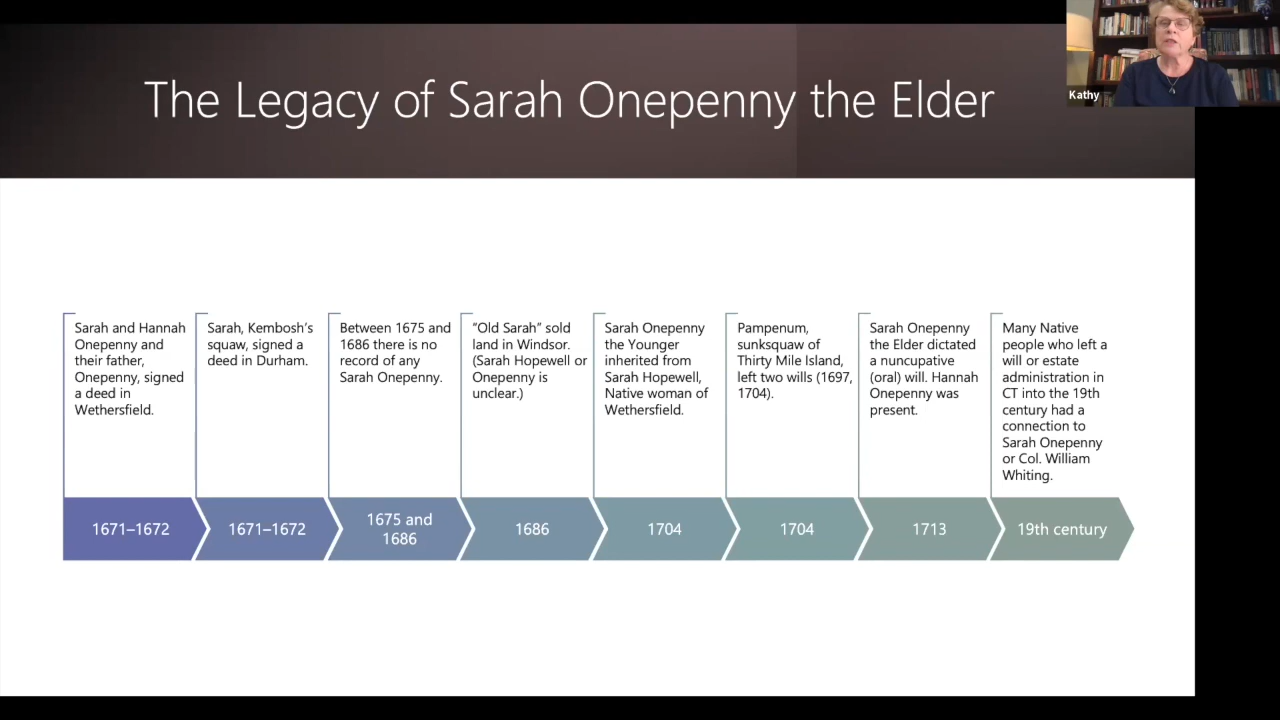 The Legacy of Sarah Onepenny the Elder
Kathy
Sarah and Hannah
Onepenny and
their father,
Onepenny, signed
a deed in
Wethersfield.
Sarah, Kembosh’s
squaw, signed a
deed in Durham.
Between 1675 and
1686 there is no
record of any
Sarah Onepenny.
“Old Sarah” sold
land in Windsor.
(Sarah Hopewell or
Onepenny is
unclear.)
Sarah Onepenny
the Younger
inherited from
Sarah Hopewell,
Native woman of
Wethersfield.
Pampenum,
sunksquaw of
Thirty Mile Island,
left two wills (1697,
1704).
Sarah Onepenny
the Elder dictated
a nuncupative
(oral) will. Hannah
Onepenny was
present.
Many Native
people who left a
will or estate
administration in
CT into the 19th
century had a
connection to
Sarah Onepenny
or Col. William
Whiting.
1671–1672
1671–1672
1675 and
1686
1686
1704
1704
1713
19th century